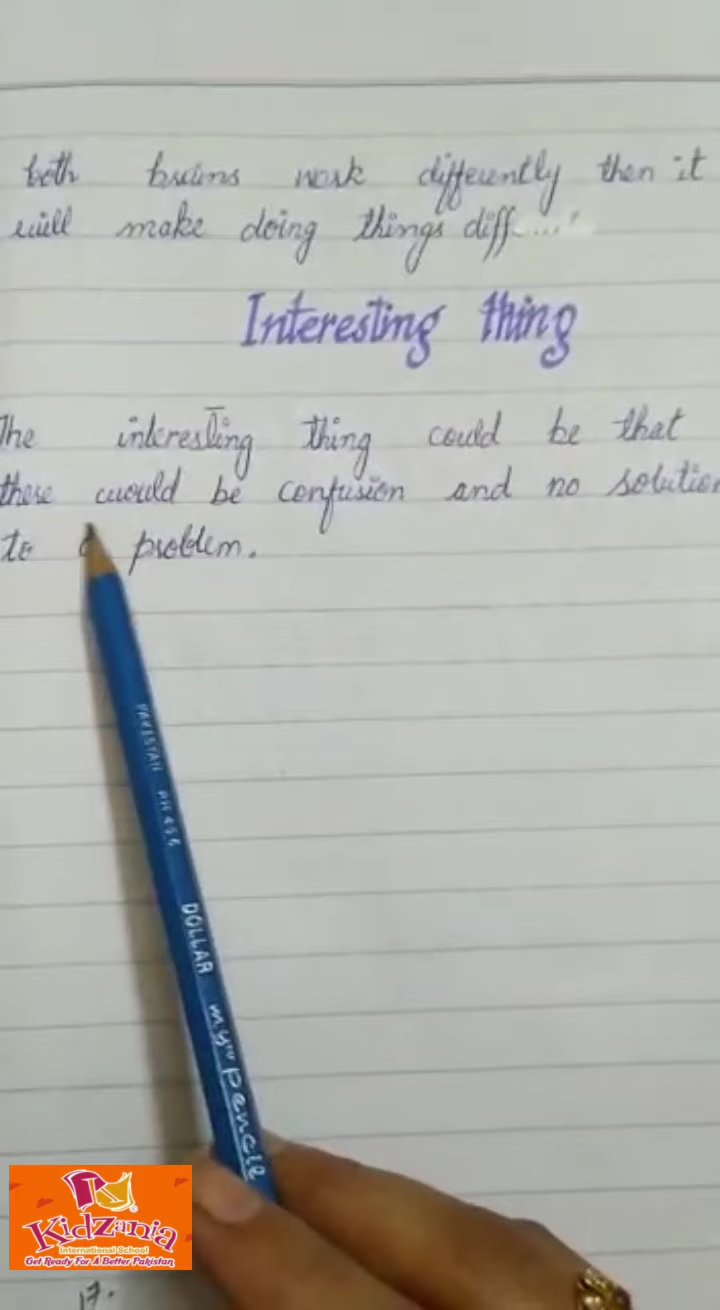 both brains work differently then it
will make doing things diff....'
Interesting thing
The interesting thing could be that
there would be confusion and no solution
to a problem.
PAKISTAN
DOLLAR my pencil
KidZania
International School
Get Ready For A Better Pakistan
17.